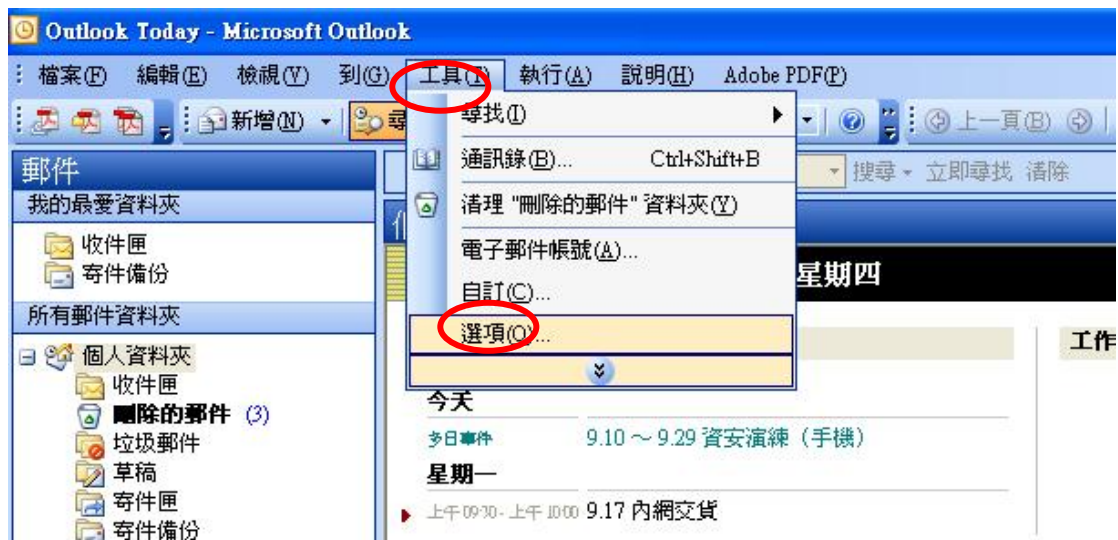 Outlook Today - Microsoft Outlook
檔案(F) 編輯(E) 檢視(V) 到(G) 工具(T) 執行(A) 說明(H) Adobe PDF(P)
新增(N) 上一頁(B)
尋找(I)
通訊錄(B)... Ctrl+Shift+B
清理 "刪除的郵件" 資料夾(Y)
電子郵件帳號(A)...
自訂(C)...
選項(O)...
搜尋 立即尋找 清除
郵件
我的最愛資料夾
收件匣
寄件備份
所有郵件資料夾
個人資料夾
收件匣
刪除的郵件 (3)
垃圾郵件
草稿
寄件匣
寄件備份
星期四
工作
今天
多日事件 9.10 ~ 9.29 資安演練（手機）
星期一
上午 09:30 - 上午 10:00 9.17 內網交貨